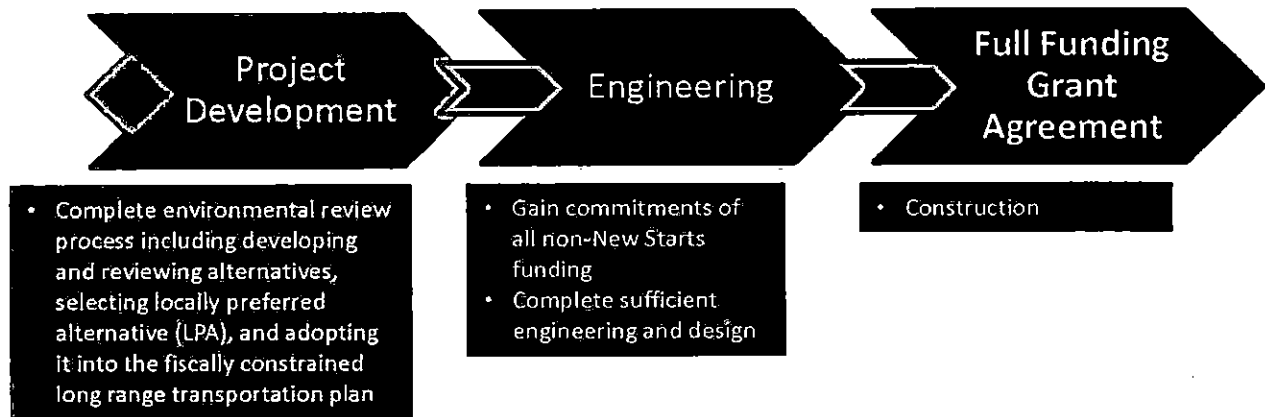 Project
Development
Engineering
Full Funding
Grant
Agreement
• Complete environmental review
process including developing
and reviewing alternatives,
selecting locally preferred
alternative (LPA), and adopting
it into the fiscally constrained
long range transportation plan
• Gain commitments of
all non-New Starts
funding
• Complete sufficient
engineering and design
• Construction